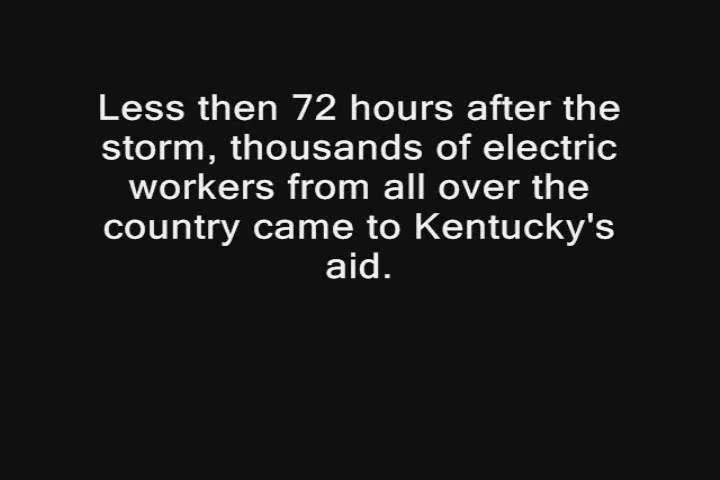 Less then 72 hours after the
storm, thousands of electric
workers from all over the
country came to Kentucky's
aid.